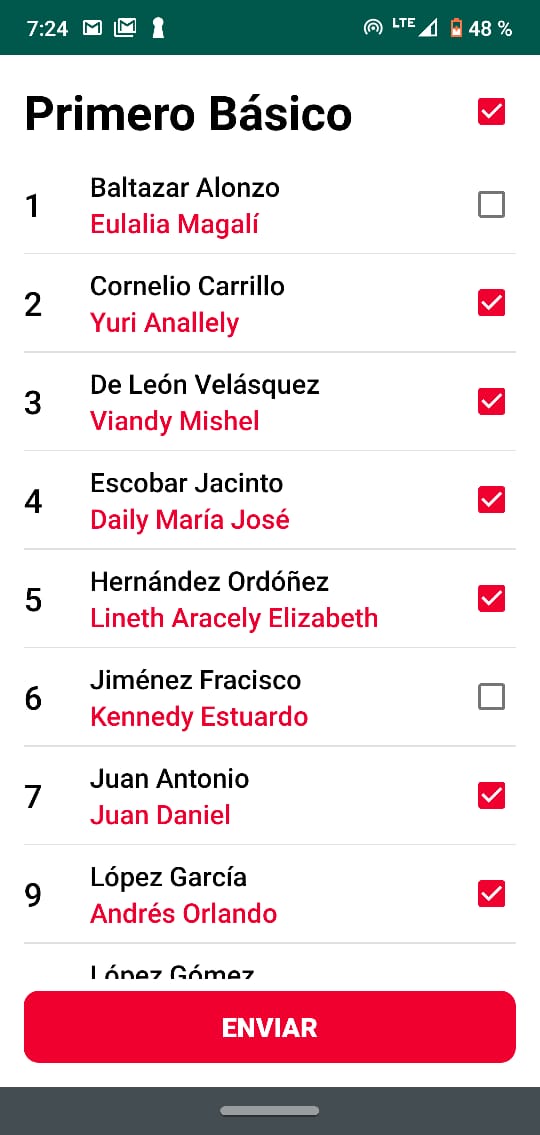 7:24 LTE 48 %
Primero Básico
1
Baltazar Alonzo
Eulalia Magalí
2
Cornelio Carrillo
Yuri Anallely
3
De León Velásquez
Viandy Mishel
4
Escobar Jacinto
Daily María José
5
Hernández Ordóñez
Lineth Aracely Elizabeth
6
Jiménez Fracisco
Kennedy Estuardo
7
Juan Antonio
Juan Daniel
9
López García
Andrés Orlando
López Gómez
ENVIAR